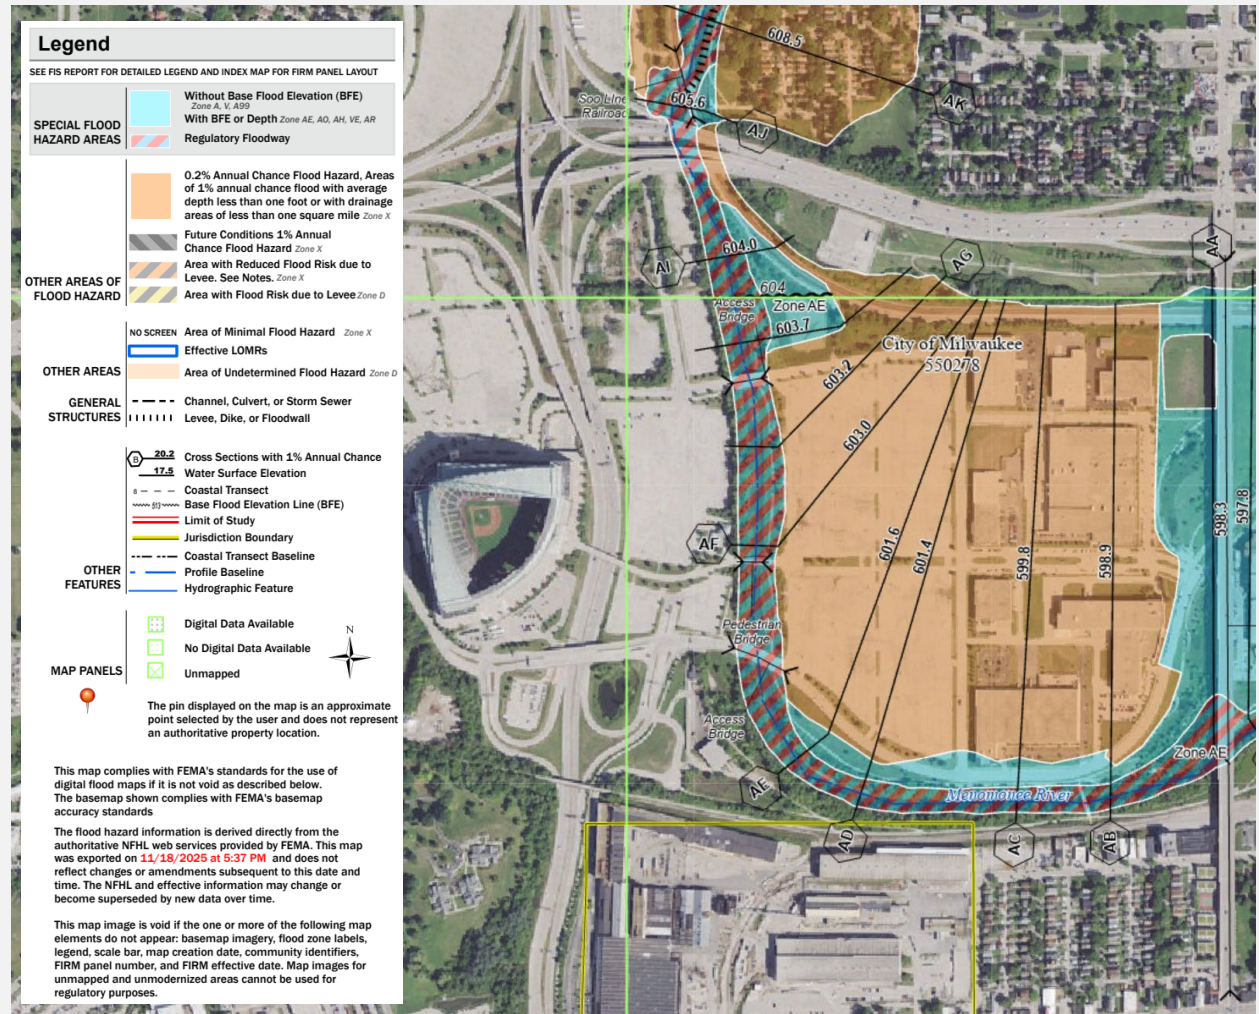 Legend
SEE FIS REPORT FOR DETAILED LEGEND AND INDEX MAP FOR FIRM PANEL LAYOUT
SPECIAL FLOOD
HAZARD AREAS
Without Base Flood Elevation (BFE)
Zone A, V, A99
With BFE or Depth Zone AE, AO, AH, VE, AR
Regulatory Floodway
OTHER AREAS OF
FLOOD HAZARD
0.2% Annual Chance Flood Hazard, Areas
of 1% annual chance flood with average
depth less than one foot or with drainage
areas of less than one square mile Zone X
Future Conditions 1% Annual
Chance Flood Hazard Zone X
Area with Reduced Flood Risk due to
Levee. See Notes. Zone X
Area with Flood Risk due to Levee Zone D
OTHER AREAS
NO SCREEN Area of Minimal Flood Hazard Zone X
Effective LOMRs
Area of Undetermined Flood Hazard Zone D
GENERAL
STRUCTURES
Channel, Culvert, or Storm Sewer
Levee, Dike, or Floodwall
OTHER
FEATURES
B 20.2 Cross Sections with 1% Annual Chance
17.5 Water Surface Elevation
8 Coastal Transect
513 Base Flood Elevation Line (BFE)
Limit of Study
Jurisdiction Boundary
Coastal Transect Baseline
Profile Baseline
Hydrographic Feature
MAP PANELS
Digital Data Available
No Digital Data Available
Unmapped
N
The pin displayed on the map is an approximate
point selected by the user and does not represent
an authoritative property location.
This map complies with FEMA's standards for the use of
digital flood maps if it is not void as described below.
The basemap shown complies with FEMA's basemap
accuracy standards
The flood hazard information is derived directly from the
authoritative NFHL web services provided by FEMA. This map
was exported on 11/18/2025 at 5:37 PM and does not
reflect changes or amendments subsequent to this date and
time. The NFHL and effective information may change or
become superseded by new data over time.
This map image is void if the one or more of the following map
elements do not appear: basemap imagery, flood zone labels,
legend, scale bar, map creation date, community identifiers,
FIRM panel number, and FIRM effective date. Map images for
unmapped and unmodernized areas cannot be used for
regulatory purposes.
608.5
AK
Soo Line
Railroad
605.6
AJ
604.0
AI
AG
AA
604
Access
Bridge
Zone AE
603.7
City of Milwaukee
550278
603.2
603.0
601.6
601.4
599.8
598.9
598.3
597.8
AF
Pedestrian
Bridge
Access
Bridge
Zone AE
AE
Menomonee River
AD
AC
AB